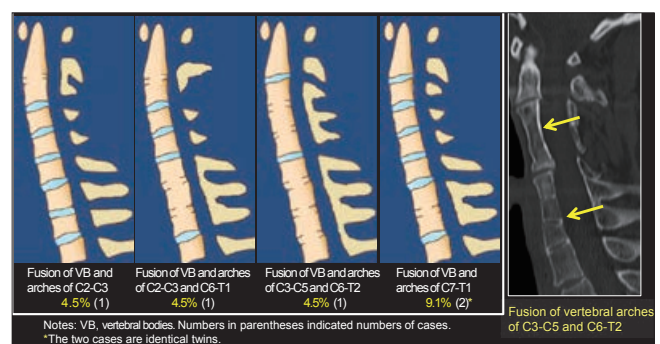 Fusion of VB and
arches of C2-C3
4.5% (1)
Fusion of VB and arches
of C2-C3 and C6-T1
4.5% (1)
Fusion of VB and arches
of C3-C5 and C6-T2
4.5% (1)
Fusion of VB and
arches of C7-T1
9.1% (2)*
Fusion of vertebral arches
of C3-C5 and C6-T2
Notes: VB, vertebral bodies. Numbers in parentheses indicated numbers of cases.
*The two cases are identical twins.